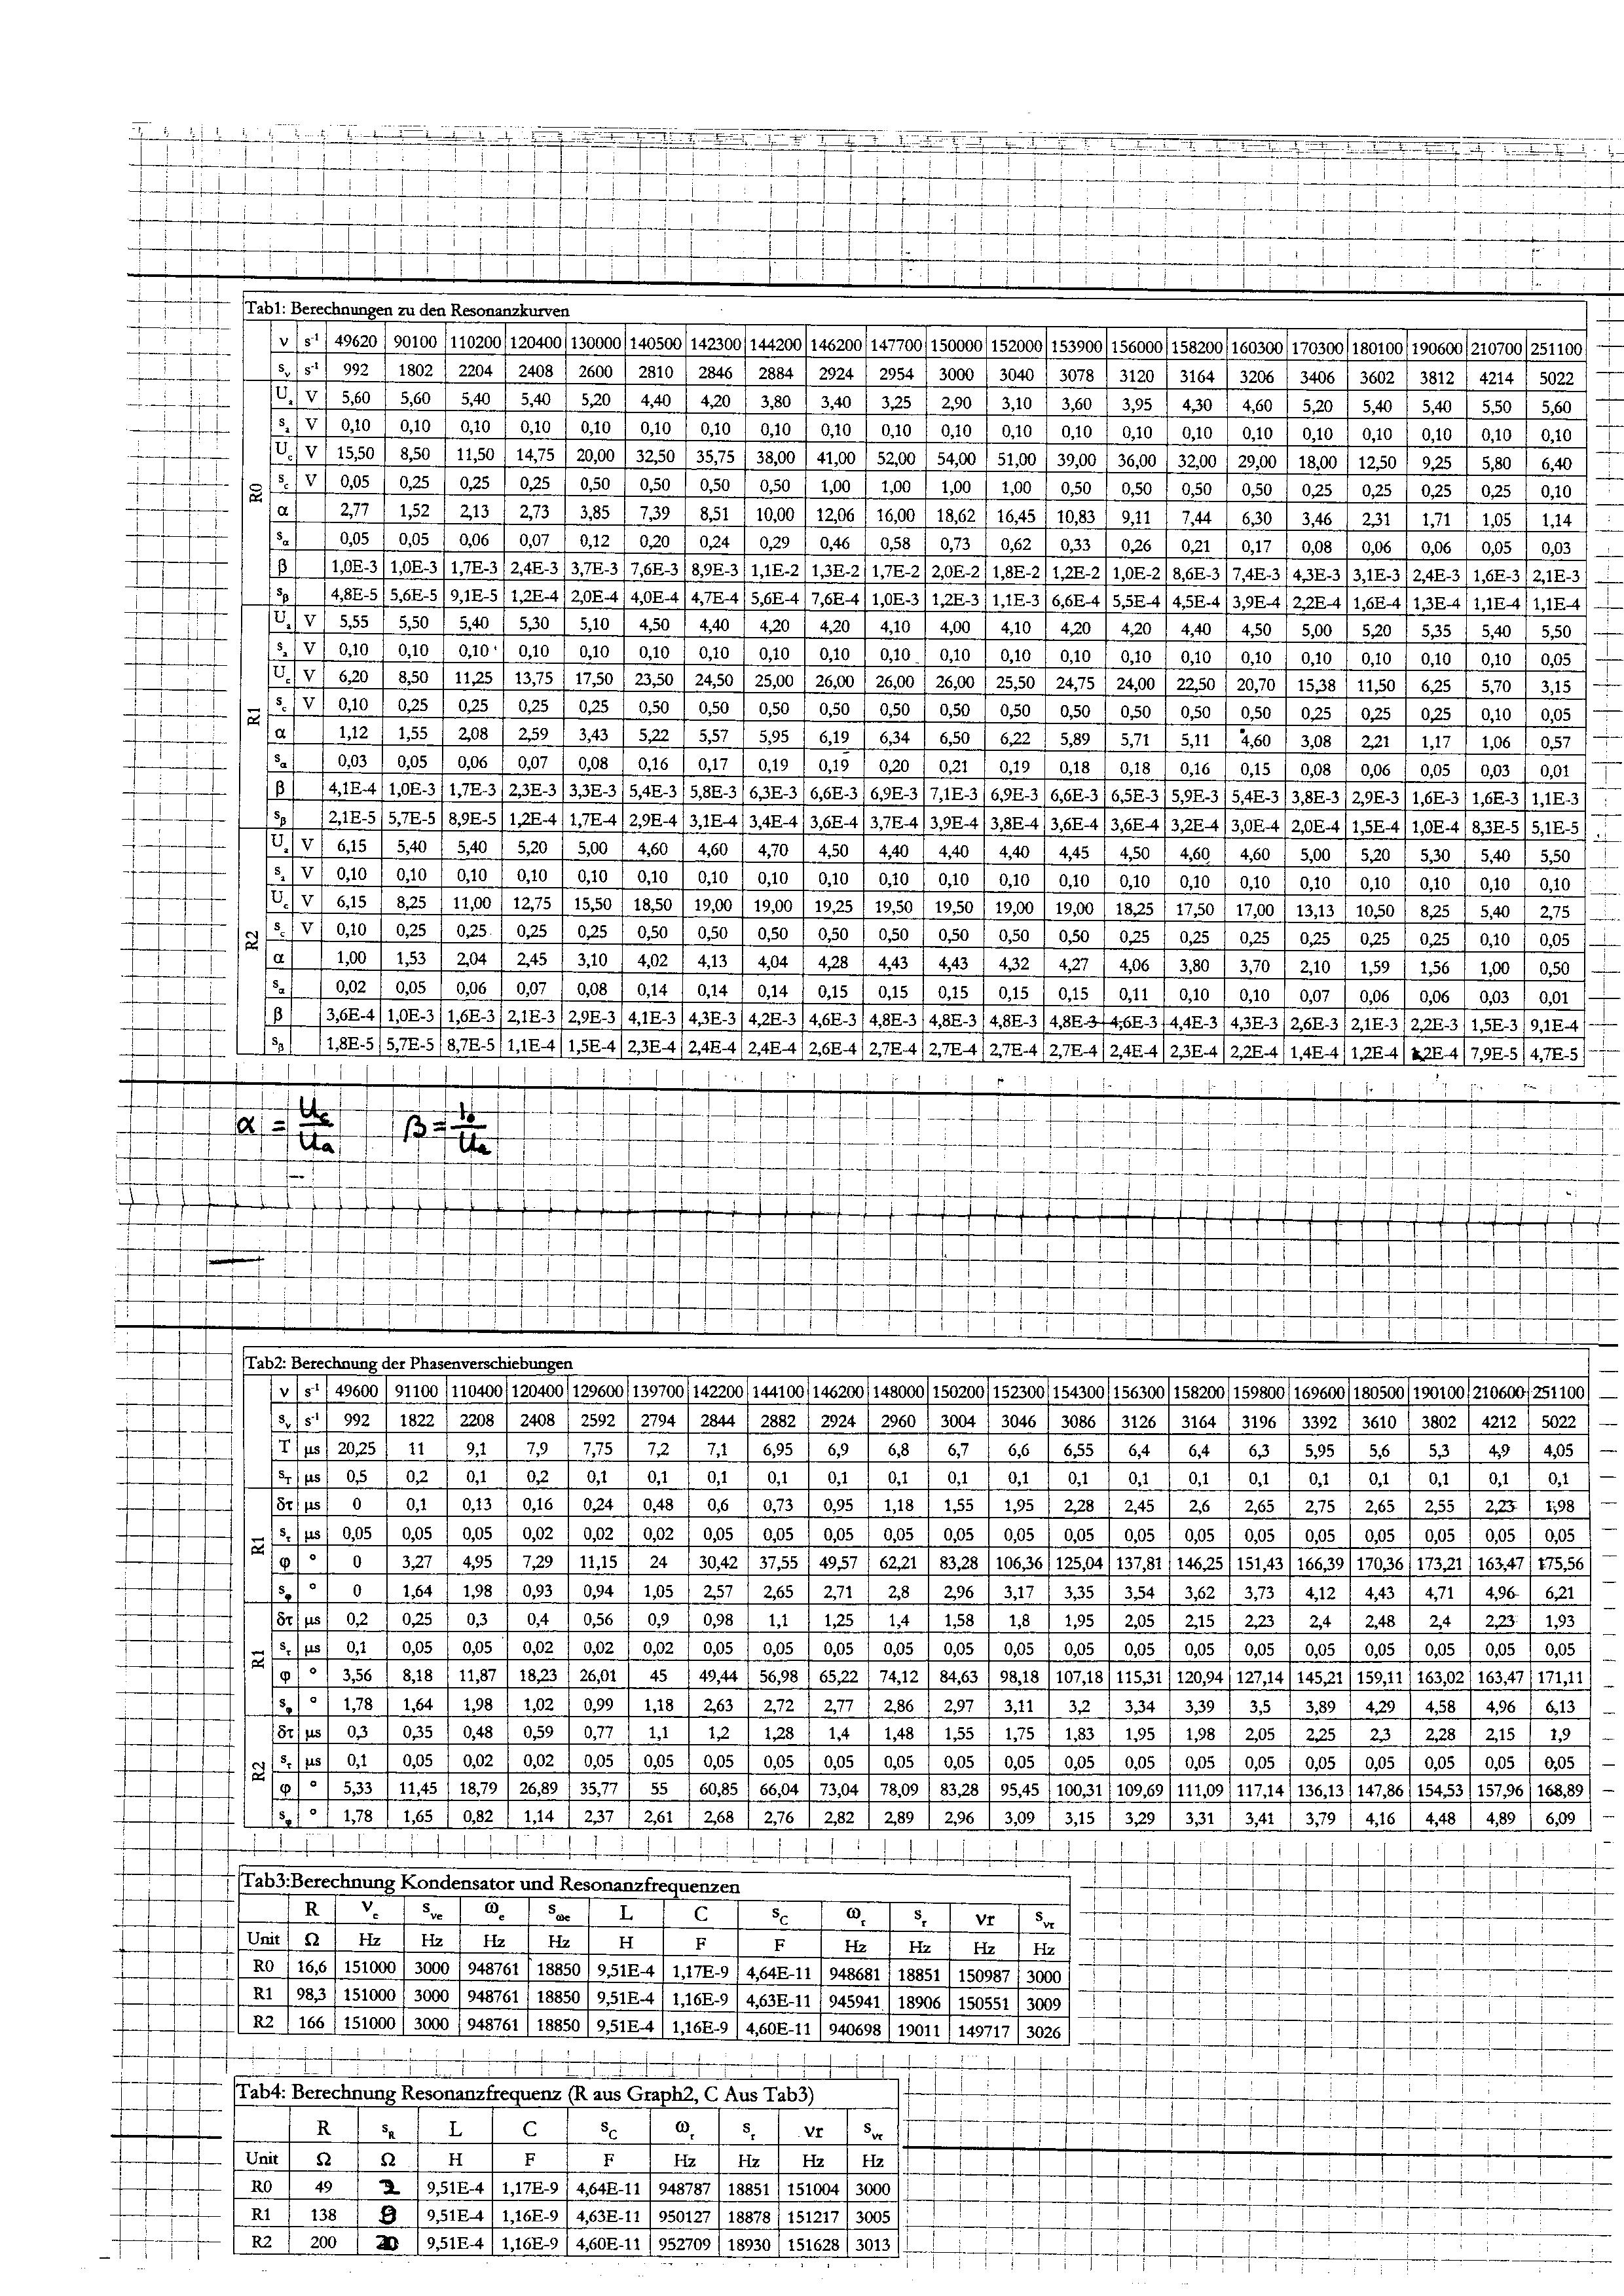 Tab1: Berechnungen zu den Resonanzkurven
ν s⁻¹ 49620 90100 110200 120400 130000 140500 142300 144200 146200 147700 150000 152000 153900 156000 158200 160300 170300 180100 190600 210700 251100
sν s⁻¹ 992 1802 2204 2408 2600 2810 2846 2884 2924 2954 3000 3040 3078 3120 3164 3206 3406 3602 3812 4214 5022
R0
Ua V 5,60 5,60 5,40 5,40 5,20 4,40 4,20 3,80 3,40 3,25 2,90 3,10 3,60 3,95 4,30 4,60 5,20 5,40 5,40 5,50 5,60
sa V 0,10 0,10 0,10 0,10 0,10 0,10 0,10 0,10 0,10 0,10 0,10 0,10 0,10 0,10 0,10 0,10 0,10 0,10 0,10 0,10 0,10
Uc V 15,50 8,50 11,50 14,75 20,00 32,50 35,75 38,00 41,00 52,00 54,00 51,00 39,00 36,00 32,00 29,00 18,00 12,50 9,25 5,80 6,40
sc V 0,05 0,25 0,25 0,25 0,50 0,50 0,50 0,50 1,00 1,00 1,00 1,00 0,50 0,50 0,50 0,50 0,25 0,25 0,25 0,25 0,10
α 2,77 1,52 2,13 2,73 3,85 7,39 8,51 10,00 12,06 16,00 18,62 16,45 10,83 9,11 7,44 6,30 3,46 2,31 1,71 1,05 1,14
sα 0,05 0,05 0,06 0,07 0,12 0,20 0,24 0,29 0,46 0,58 0,73 0,62 0,33 0,26 0,21 0,17 0,08 0,06 0,06 0,05 0,03
β 1,0E-3 1,0E-3 1,7E-3 2,4E-3 3,7E-3 7,6E-3 8,9E-3 1,1E-2 1,3E-2 1,7E-2 2,0E-2 1,8E-2 1,2E-2 1,0E-2 8,6E-3 7,4E-3 4,3E-3 3,1E-3 2,4E-3 1,6E-3 2,1E-3
sβ 4,8E-5 5,6E-5 9,1E-5 1,2E-4 2,0E-4 4,0E-4 4,7E-4 5,6E-4 7,6E-4 1,0E-3 1,2E-3 1,1E-3 6,6E-4 5,5E-4 4,5E-4 3,9E-4 2,2E-4 1,6E-4 1,3E-4 1,1E-4 1,1E-4
R1
Ua V 5,55 5,50 5,40 5,30 5,10 4,50 4,40 4,20 4,20 4,10 4,00 4,10 4,20 4,20 4,40 4,50 5,00 5,20 5,35 5,40 5,50
sa V 0,10 0,10 0,10 0,10 0,10 0,10 0,10 0,10 0,10 0,10 0,10 0,10 0,10 0,10 0,10 0,10 0,10 0,10 0,10 0,10 0,05
Uc V 6,20 8,50 11,25 13,75 17,50 23,50 24,50 25,00 26,00 26,00 26,00 25,50 24,75 24,00 22,50 20,70 15,38 11,50 6,25 5,70 3,15
sc V 0,10 0,25 0,25 0,25 0,25 0,50 0,50 0,50 0,50 0,50 0,50 0,50 0,50 0,50 0,50 0,50 0,25 0,25 0,25 0,10 0,05
α 1,12 1,55 2,08 2,59 3,43 5,22 5,57 5,95 6,19 6,34 6,50 6,22 5,89 5,71 5,11 4,60 3,08 2,21 1,17 1,06 0,57
sα 0,03 0,05 0,06 0,07 0,08 0,16 0,17 0,19 0,19 0,20 0,21 0,19 0,18 0,18 0,16 0,15 0,08 0,06 0,05 0,03 0,01
β 4,1E-4 1,0E-3 1,7E-3 2,3E-3 3,3E-3 5,4E-3 5,8E-3 6,3E-3 6,6E-3 6,9E-3 7,1E-3 6,9E-3 6,6E-3 6,5E-3 5,9E-3 5,4E-3 3,8E-3 2,9E-3 1,6E-3 1,6E-3 1,1E-3
sβ 2,1E-5 5,7E-5 8,9E-5 1,2E-4 1,7E-4 2,9E-4 3,1E-4 3,4E-4 3,6E-4 3,7E-4 3,9E-4 3,8E-4 3,6E-4 3,6E-4 3,2E-4 3,0E-4 2,0E-4 1,5E-4 1,0E-4 8,3E-5 5,1E-5
R2
Ua V 6,15 5,40 5,40 5,20 5,00 4,60 4,60 4,70 4,50 4,40 4,40 4,40 4,45 4,50 4,60 4,60 5,00 5,20 5,30 5,40 5,50
sa V 0,10 0,10 0,10 0,10 0,10 0,10 0,10 0,10 0,10 0,10 0,10 0,10 0,10 0,10 0,10 0,10 0,10 0,10 0,10 0,10 0,10
Uc V 6,15 8,25 11,00 12,75 15,50 18,50 19,00 19,00 19,25 19,50 19,50 19,00 19,00 18,25 17,50 17,00 13,13 10,50 8,25 5,40 2,75
sc V 0,10 0,25 0,25 0,25 0,25 0,50 0,50 0,50 0,50 0,50 0,50 0,50 0,50 0,25 0,25 0,25 0,25 0,25 0,25 0,10 0,05
α 1,00 1,53 2,04 2,45 3,10 4,02 4,13 4,04 4,28 4,43 4,43 4,32 4,27 4,06 3,80 3,70 2,10 1,59 1,56 1,00 0,50
sα 0,02 0,05 0,06 0,07 0,08 0,14 0,14 0,14 0,15 0,15 0,15 0,15 0,15 0,11 0,10 0,10 0,07 0,06 0,06 0,03 0,01
β 3,6E-4 1,0E-3 1,6E-3 2,1E-3 2,9E-3 4,1E-3 4,3E-3 4,2E-3 4,6E-3 4,8E-3 4,8E-3 4,8E-3 4,8E-3 4,6E-3 4,4E-3 4,3E-3 2,6E-3 2,1E-3 2,2E-3 1,5E-3 9,1E-4
sβ 1,8E-5 5,7E-5 8,7E-5 1,1E-4 1,5E-4 2,3E-4 2,4E-4 2,4E-4 2,6E-4 2,7E-4 2,7E-4 2,7E-4 2,7E-4 2,4E-4 2,3E-4 2,2E-4 1,4E-4 1,2E-4 1,2E-4 7,9E-5 4,7E-5
α = Uc/Ua β = I₀/Ua
Tab2: Berechnung der Phasenverschiebungen
ν s⁻¹ 49600 91100 110400 120400 129600 139700 142200 144100 146200 148000 150200 152300 154300 156300 158200 159800 169600 180500 190100 210600 251100
sν s⁻¹ 992 1822 2208 2408 2592 2794 2844 2882 2924 2960 3004 3046 3086 3126 3164 3196 3392 3610 3802 4212 5022
T μs 20,25 11 9,1 7,9 7,75 7,2 7,1 6,95 6,9 6,8 6,7 6,6 6,55 6,4 6,4 6,3 5,95 5,6 5,3 4,9 4,05
sT μs 0,5 0,2 0,1 0,2 0,1 0,1 0,1 0,1 0,1 0,1 0,1 0,1 0,1 0,1 0,1 0,1 0,1 0,1 0,1 0,1 0,1
R1
δτ μs 0 0,1 0,13 0,16 0,24 0,48 0,6 0,73 0,95 1,18 1,55 1,95 2,28 2,45 2,6 2,65 2,75 2,65 2,55 2,23 1,98
sτ μs 0,05 0,05 0,05 0,02 0,02 0,02 0,05 0,05 0,05 0,05 0,05 0,05 0,05 0,05 0,05 0,05 0,05 0,05 0,05 0,05 0,05
φ ° 0 3,27 4,95 7,29 11,15 24 30,42 37,55 49,57 62,21 83,28 106,36 125,04 137,81 146,25 151,43 166,39 170,36 173,21 163,47 175,56
sφ ° 0 1,64 1,98 0,93 0,94 1,05 2,57 2,65 2,71 2,8 2,96 3,17 3,35 3,54 3,62 3,73 4,12 4,43 4,71 4,96 6,21
R1
δτ μs 0,2 0,25 0,3 0,4 0,56 0,9 0,98 1,1 1,25 1,4 1,58 1,8 1,95 2,05 2,15 2,23 2,4 2,48 2,4 2,23 1,93
sτ μs 0,1 0,05 0,05 0,02 0,02 0,02 0,05 0,05 0,05 0,05 0,05 0,05 0,05 0,05 0,05 0,05 0,05 0,05 0,05 0,05 0,05
φ ° 3,56 8,18 11,87 18,23 26,01 45 49,44 56,98 65,22 74,12 84,63 98,18 107,18 115,31 120,94 127,14 145,21 159,11 163,02 163,47 171,11
sφ ° 1,78 1,64 1,98 1,02 0,99 1,18 2,63 2,72 2,77 2,86 2,97 3,11 3,2 3,34 3,39 3,5 3,89 4,29 4,58 4,96 6,13
R2
δτ μs 0,3 0,35 0,48 0,59 0,77 1,1 1,2 1,28 1,4 1,48 1,55 1,75 1,83 1,95 1,98 2,05 2,25 2,3 2,28 2,15 1,9
sτ μs 0,1 0,05 0,02 0,02 0,05 0,05 0,05 0,05 0,05 0,05 0,05 0,05 0,05 0,05 0,05 0,05 0,05 0,05 0,05 0,05 0,05
φ ° 5,33 11,45 18,79 26,89 35,77 55 60,85 66,04 73,04 78,09 83,28 95,45 100,31 109,69 111,09 117,14 136,13 147,86 154,53 157,96 168,89
sφ ° 1,78 1,65 0,82 1,14 2,37 2,61 2,68 2,76 2,82 2,89 2,96 3,09 3,15 3,29 3,31 3,41 3,79 4,16 4,48 4,89 6,09
Tab3:Berechnung Kondensator und Resonanzfrequenzen
R νe sνe ωe sωe L C sC ωr sr νr sνr
Unit Ω Hz Hz Hz Hz H F F Hz Hz Hz Hz
R0 16,6 151000 3000 948761 18850 9,51E-4 1,17E-9 4,64E-11 948681 18851 150987 3000
R1 98,3 151000 3000 948761 18850 9,51E-4 1,16E-9 4,63E-11 945941 18906 150551 3009
R2 166 151000 3000 948761 18850 9,51E-4 1,16E-9 4,60E-11 940698 19011 149717 3026
Tab4: Berechnung Resonanzfrequenz (R aus Graph2, C Aus Tab3)
R sR L C sC ωr sr νr sνr
Unit Ω Ω H F F Hz Hz Hz Hz
R0 49 2 9,51E-4 1,17E-9 4,64E-11 948787 18851 151004 3000
R1 138 9,51E-4 1,16E-9 4,63E-11 950127 18878 151217 3005
R2 200 20 9,51E-4 1,16E-9 4,60E-11 952709 18930 151628 3013